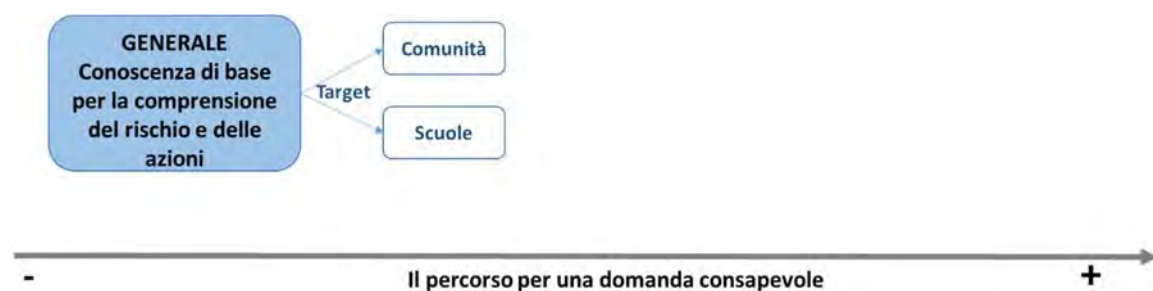 GENERALE
Conoscenza di base
per la comprensione
del rischio e delle
azioni
Target
Comunità
Scuole
-
Il percorso per una domanda consapevole
+